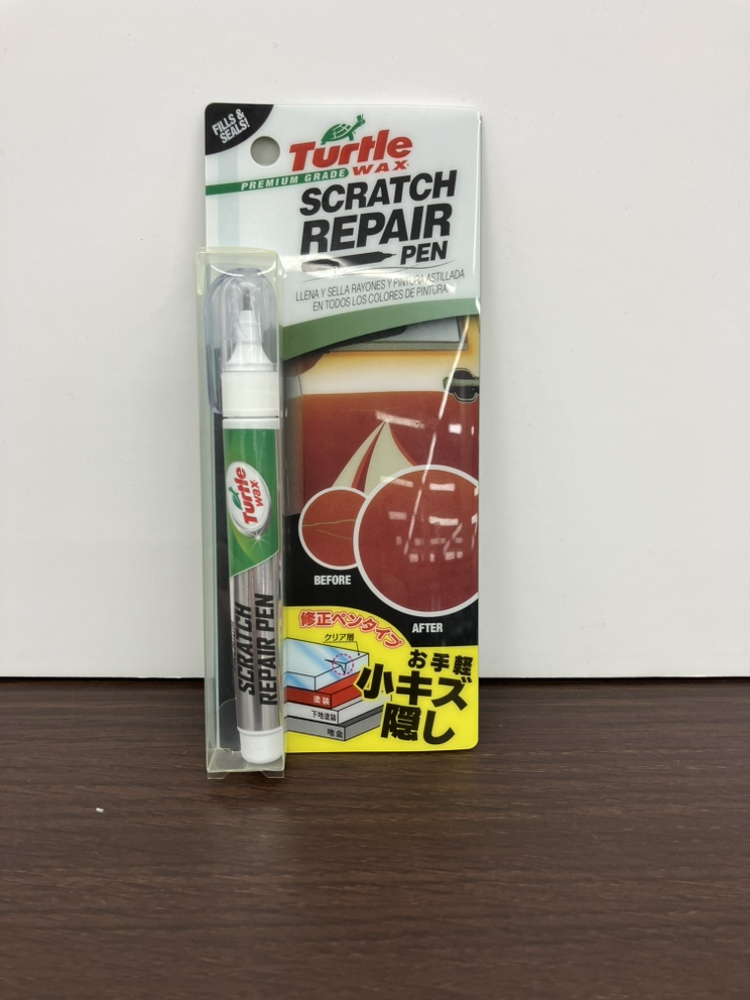 FILLS &
SEALS!
Turtle
WAX
PREMIUM GRADE
SCRATCH
REPAIR
PEN
LLENA Y SELLA RAYONES Y PINTURA ASTILLADA
EN TODOS LOS COLORES DE PINTURA
Turtle
WAX
SCRATCH
REPAIR PEN
BEFORE
AFTER
修正ペンタイプ
クリア層
塗装
下地塗装
地金
お手軽
小キズ
隠し